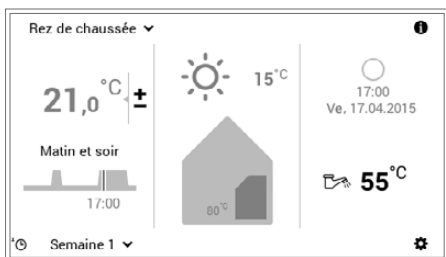 Rez de chaussée
21,0 °C ±
Matin et soir
17:00
Semaine 1
15°C
80°C
17:00
Ve, 17.04.2015
55°C